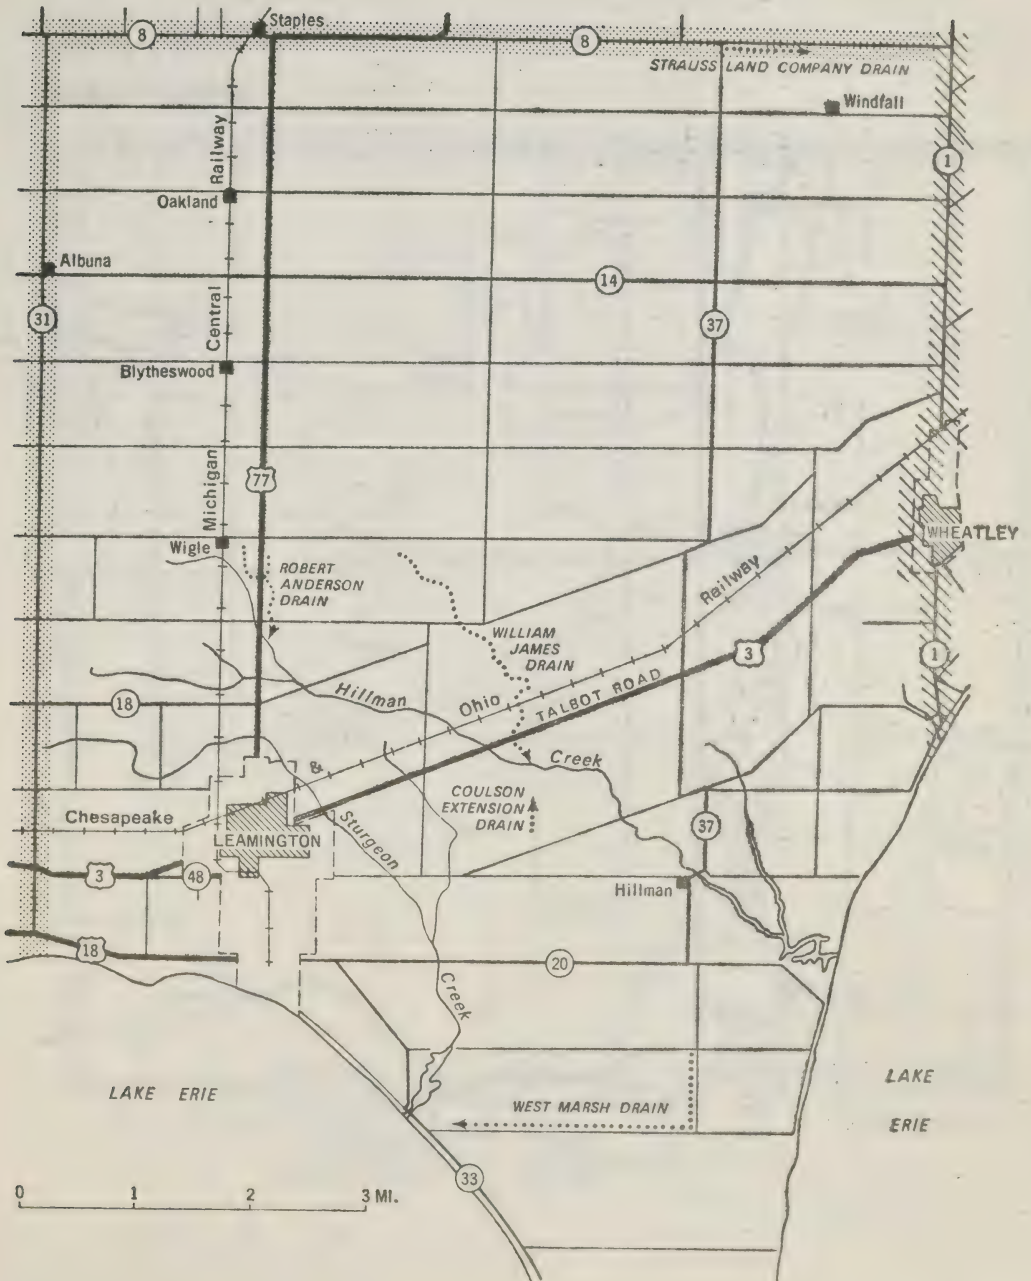 Staples
8
8
STRAUSS LAND COMPANY DRAIN
Windfall
Railway
1
Oakland
Albuna
14
31
Central
37
Blytheswood
77
Michigan
Wigle
WHEATLEY
ROBERT
ANDERSON
DRAIN
Railway
WILLIAM
JAMES
DRAIN
3
1
18
Hillman
Ohio
TALBOT ROAD
&
Creek
COULSON
EXTENSION
DRAIN
Chesapeake
Sturgeon
37
LEAMINGTON
3
48
Hillman
18
20
Creek
LAKE ERIE
WEST MARSH DRAIN
LAKE
ERIE
33
0 1 2 3 MI.